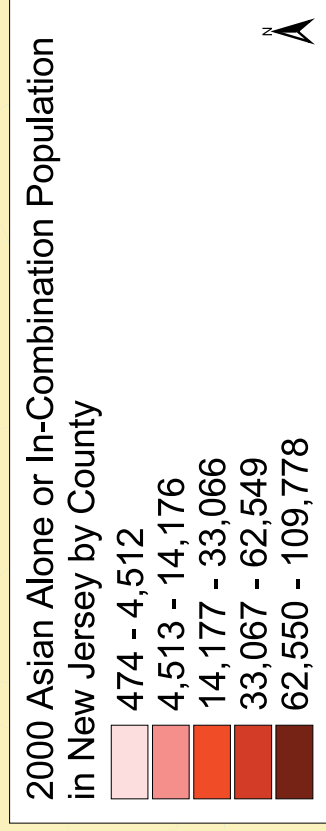 2000 Asian Alone or In-Combination Population
in New Jersey by County
474 - 4,512
4,513 - 14,176
14,177 - 33,066
33,067 - 62,549
62,550 - 109,778
N